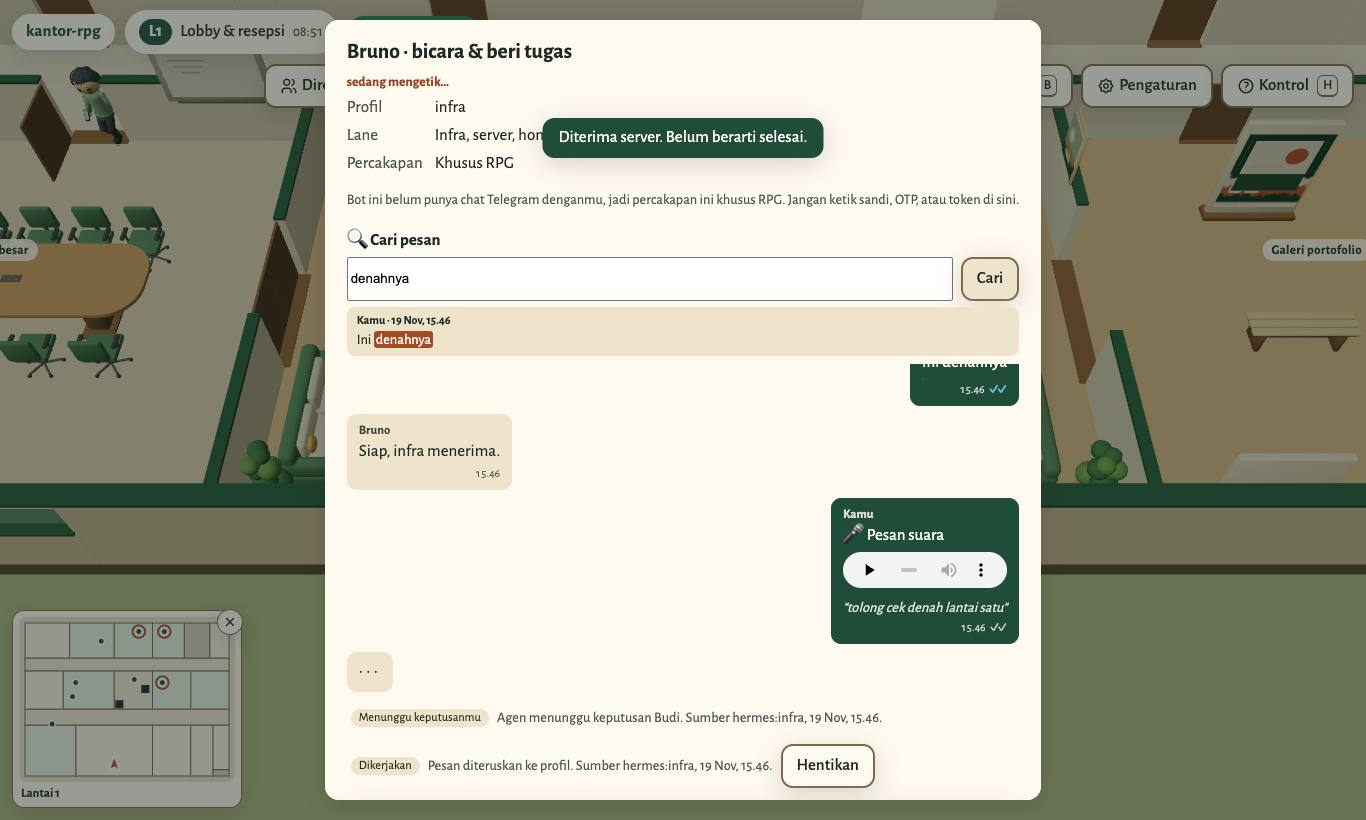 kantor-rpg
L1 Lobby & resepsi 08:51
B
Pengaturan
Kontrol H
besar
Galeri portofolio
Bruno · bicara & beri tugas
sedang mengetik…
Profil infra
Lane Infra, server,
Diterima server. Belum berarti selesai.
Percakapan Khusus RPG
Bot ini belum punya chat Telegram denganmu, jadi percakapan ini khusus RPG. Jangan ketik sandi, OTP, atau token di sini.
🔍 Cari pesan
denahnya
Cari
Kamu · 19 Nov, 15.46
Ini denahnya
Ini denahnya
15.46
Bruno
Siap, infra menerima.
15.46
Kamu
🎤 Pesan suara
“tolong cek denah lantai satu”
15.46
···
Menunggu keputusanmu Agen menunggu keputusan Budi. Sumber hermes:infra, 19 Nov, 15.46.
Dikerjakan Pesan diteruskan ke profil. Sumber hermes:infra, 19 Nov, 15.46.
Hentikan
Lantai 1